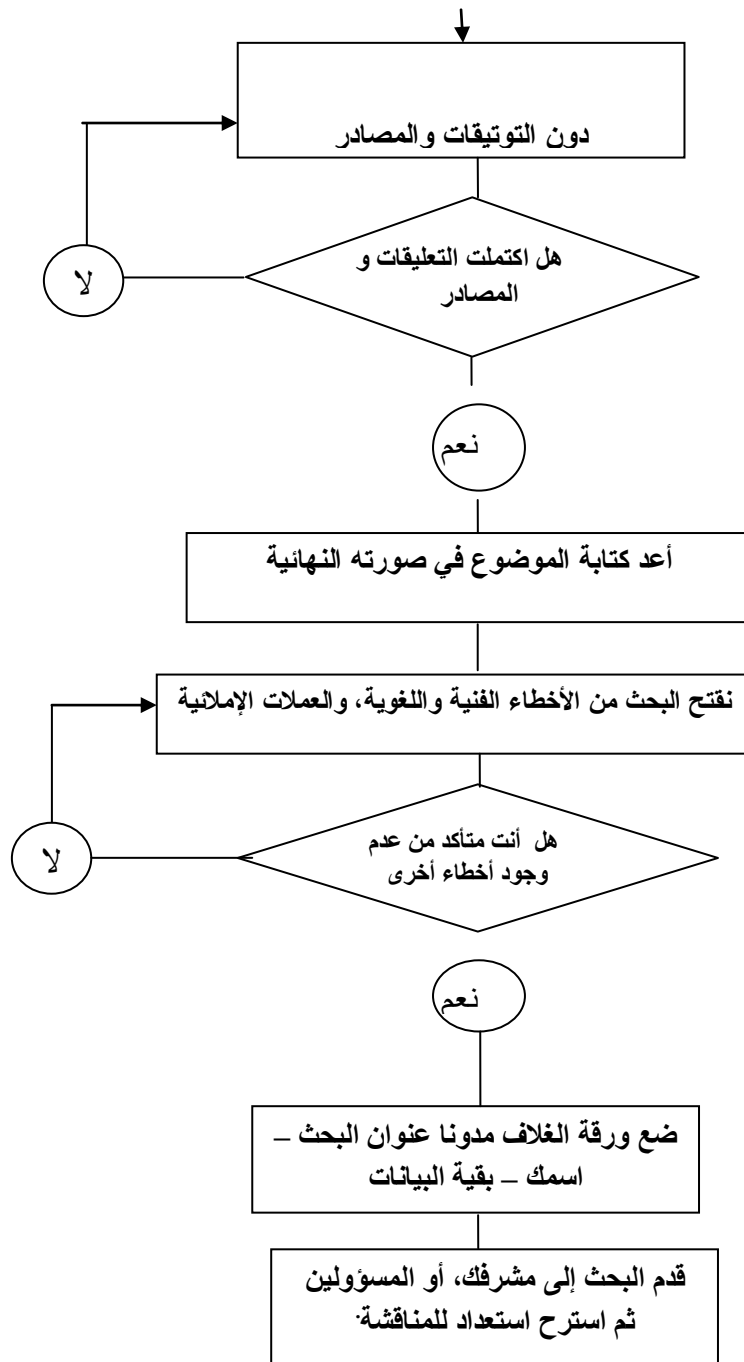 دون التوتيقات والمصادر
هل اكتملت التعليقات و
المصادر
لا
نعم
أعد كتابة الموضوع في صورته النهائية
نقتح البحث من الأخطاء الفنية واللغوية، والعملات الإملائية
هل أنت متأكد من عدم
وجود أخطاء أخرى
لا
نعم
ضع ورقة الغلاف مدونا عنوان البحث –
اسمك – بقية البيانات
قدم البحث إلى مشرفك، أو المسؤولين
ثم استرح استعداد للمناقشة.